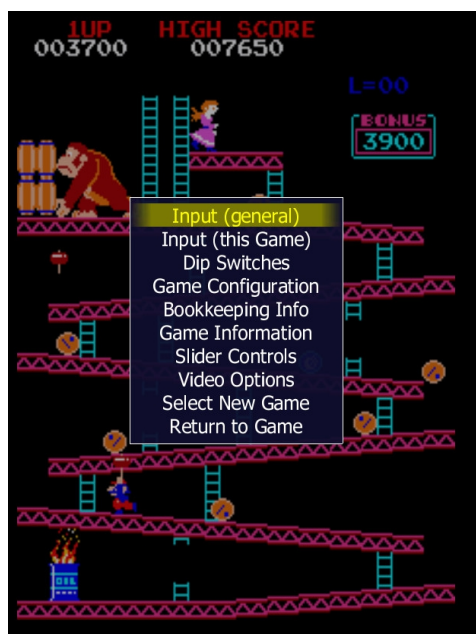 1UP HIGH SCORE
003700 007650
L=00
BONUS
3900
Input (general)
Input (this Game)
Dip Switches
Game Configuration
Bookkeeping Info
Game Information
Slider Controls
Video Options
Select New Game
Return to Game
OIL